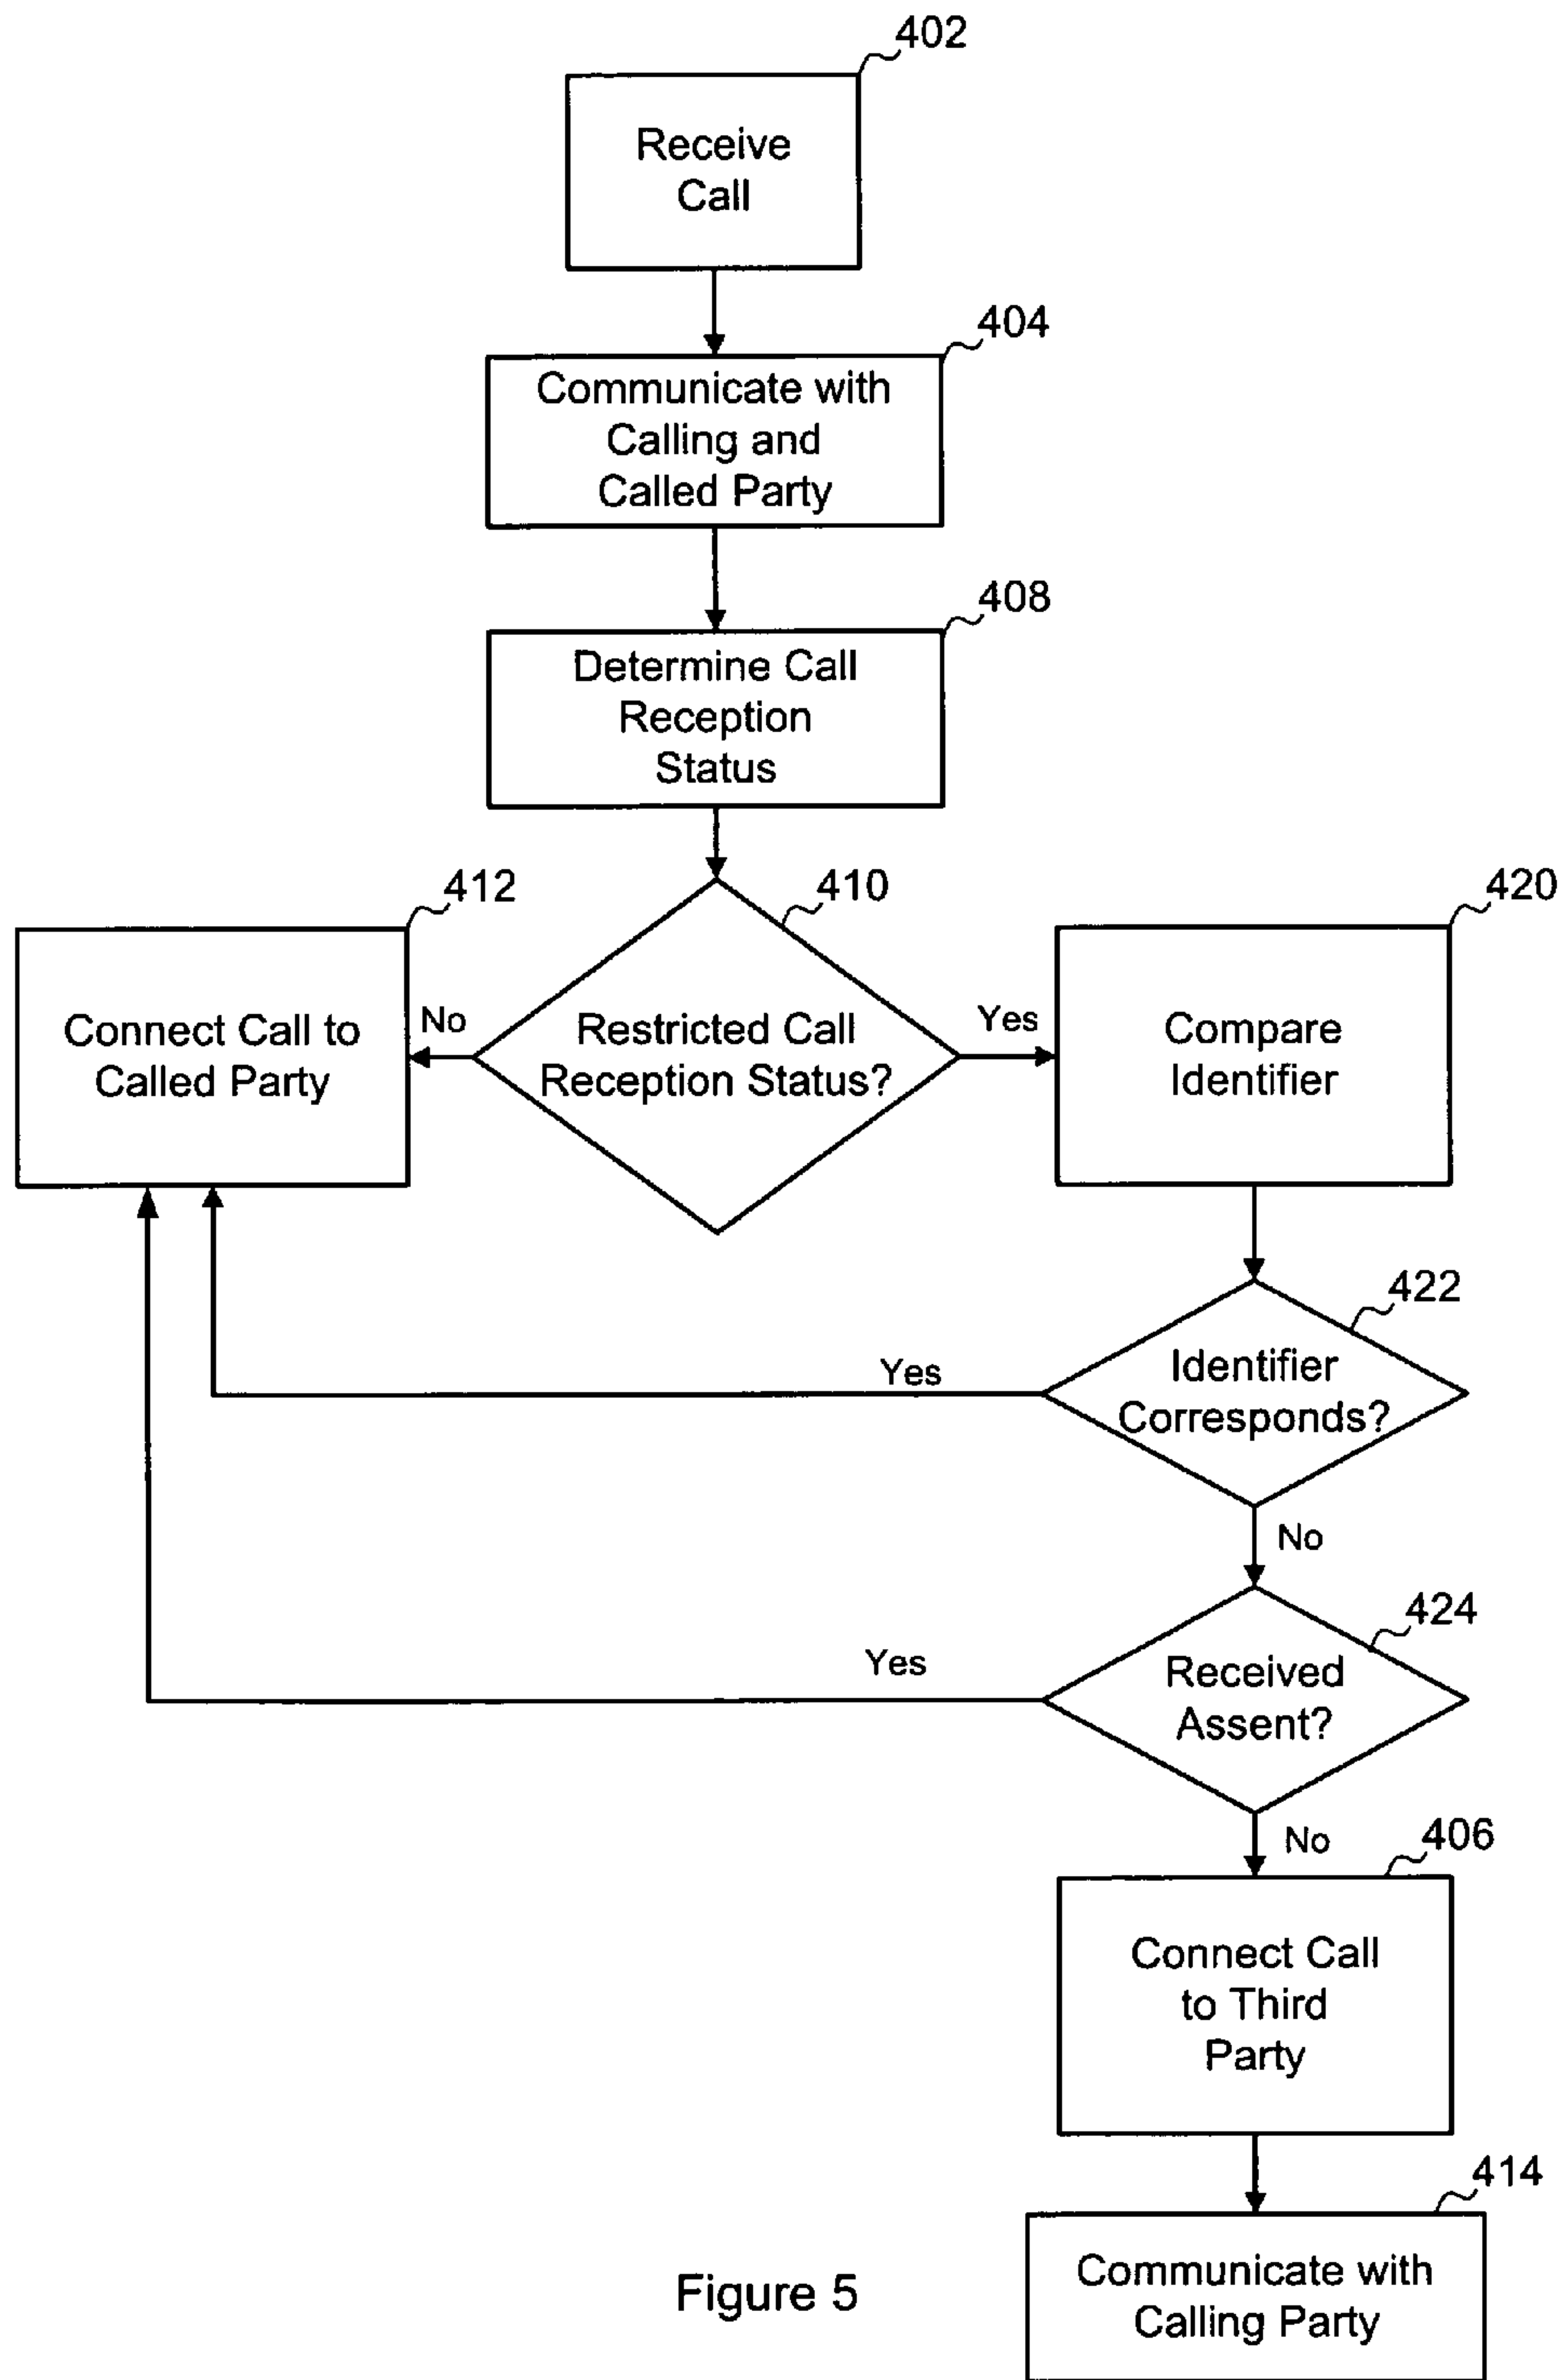 402
Receive
Call
404
Communicate with
Calling and
Called Party
408
Determine Call
Reception
Status
412
410
420
Connect Call to
Called Party
No
Restricted Call
Reception Status?
Yes
Compare
Identifier
422
Yes
Identifier
Corresponds?
No
424
Yes
Received
Assent?
No
406
Connect Call
to Third
Party
414
Communicate with
Calling Party
Figure 5